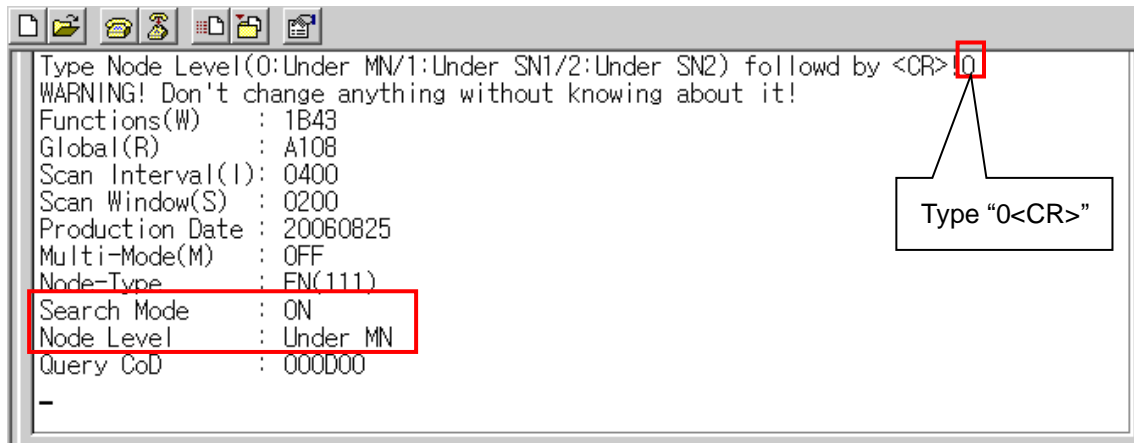 Type Node Level(0:Under MN/1:Under SN1/2:Under SN2) followd by <CR>!0
WARNING! Don't change anything without knowing about it!
Functions(W) : 1B43
Global(R) : A108
Scan Interval(I): 0400
Scan Window(S) : 0200
Production Date : 20060825
Multi-Mode(M) : OFF
Node-Type : EN(111)
Search Mode : ON
Node Level : Under MN
Query CoD : 000D00
Type “0<CR>”